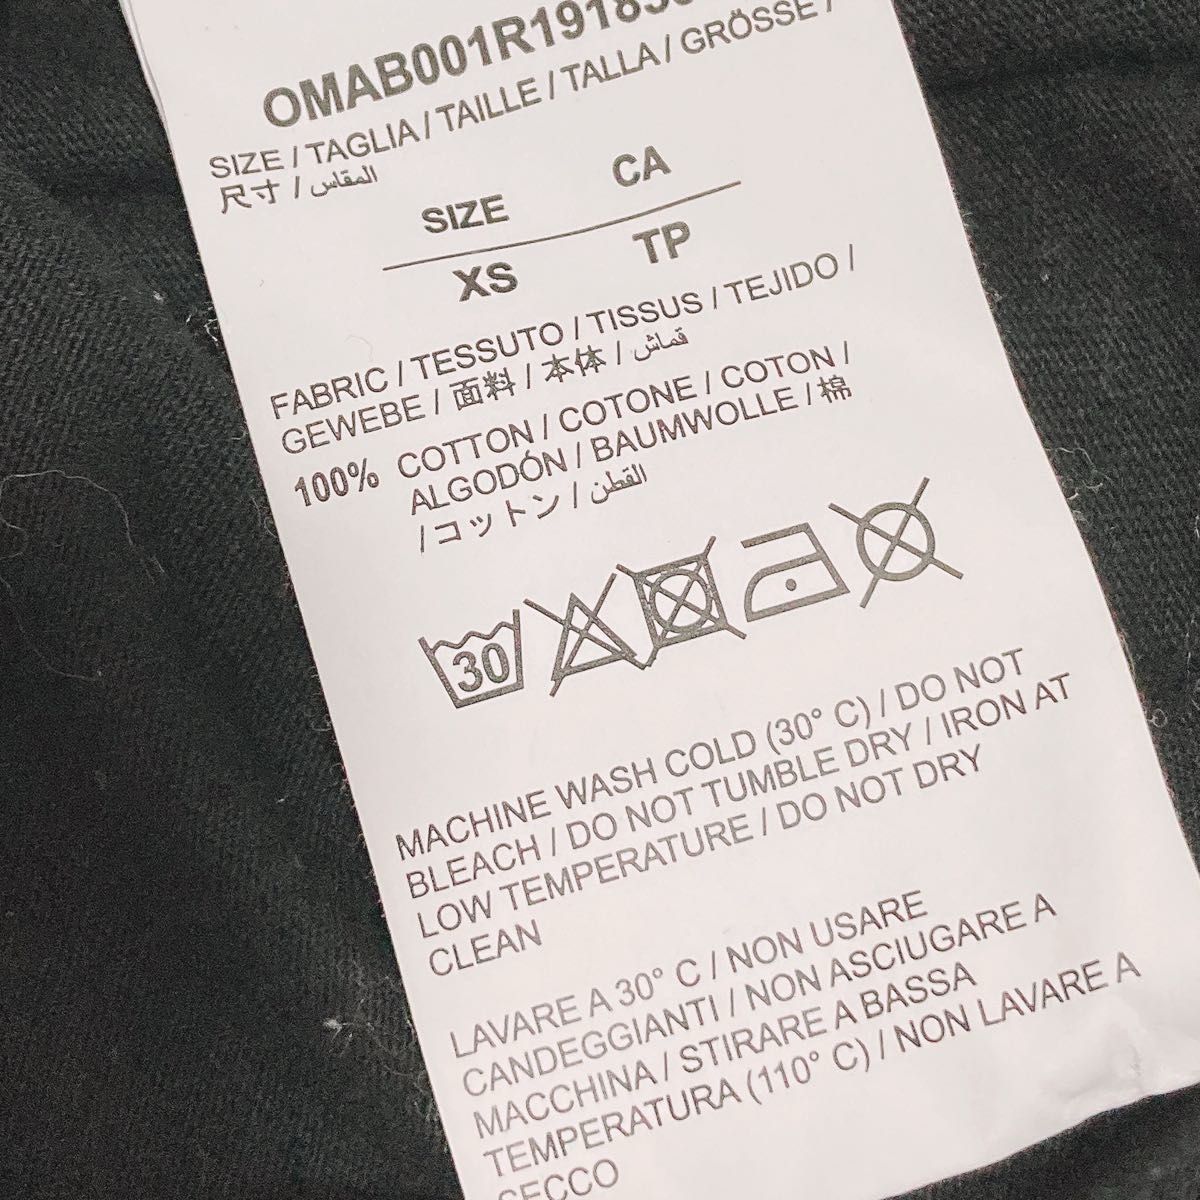 SIZE / TAGLIA / TAILLE / TALLA / GRÖSSE /
尺寸 / المقاس
SIZE CA
XS TP
FABRIC / TESSUTO / TISSUS / TEJIDO /
GEWEBE / 面料 / 本体 / قماش
100% COTTON / COTONE / COTON /
ALGODÓN / BAUMWOLLE / 棉
/ コットン / القطن
30
MACHINE WASH COLD (30° C) / DO NOT
BLEACH / DO NOT TUMBLE DRY / IRON AT
LOW TEMPERATURE / DO NOT DRY
CLEAN
LAVARE A 30° C / NON USARE
CANDEGGIANTI / NON ASCIUGARE A
MACCHINA / STIRARE A BASSA
TEMPERATURA (110° C) / NON LAVARE A
SECCO